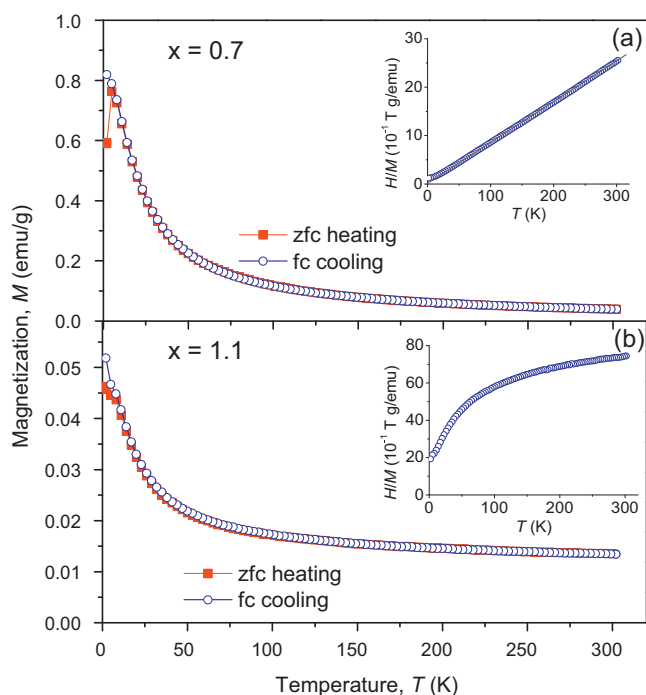 x = 0.7
(a)
1.0
0.8
0.6
0.4
0.2
0.0
30
20
10
0
0 100 200 300
H/M (10⁻¹ T g/emu)
T (K)
zfc heating
fc cooling
Magnetization, M (emu/g)
x = 1.1
(b)
0.05
0.04
0.03
0.02
0.01
0.00
80
60
40
20
0
0 100 200 300
H/M (10⁻¹ T g/emu)
T (K)
zfc heating
fc cooling
0 50 100 150 200 250 300
Temperature, T (K)